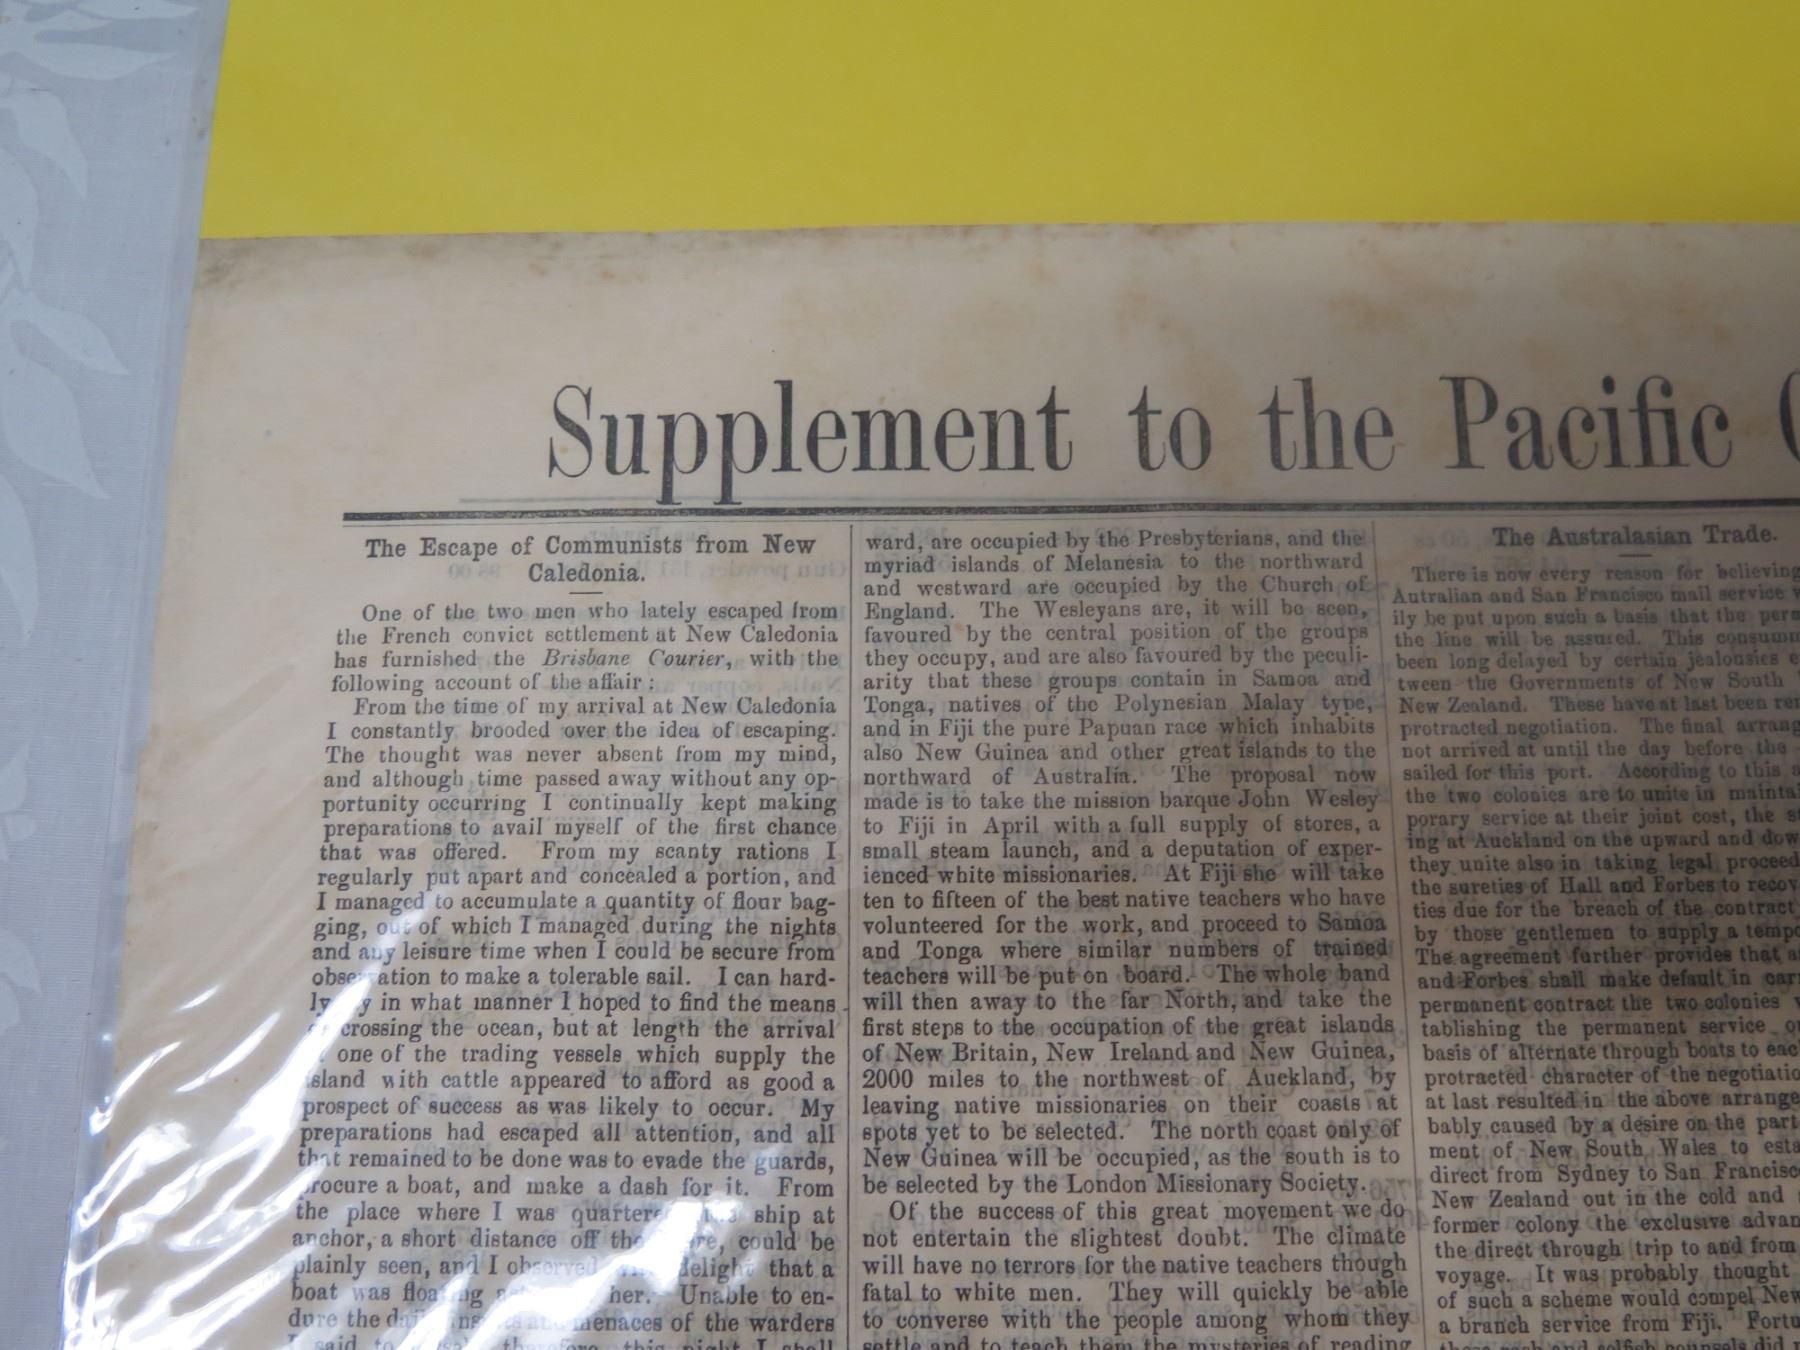 Supplement to the Pacific
The Escape of Communists from New
Caledonia.
One of the two men who lately escaped from
the French convict settlement at New Caledonia
has furnished the Brisbane Courier, with the
following account of the affair :
From the time of my arrival at New Caledonia
I constantly brooded over the idea of escaping.
The thought was never absent from my mind,
and although time passed away without any op-
portunity occurring I continually kept making
preparations to avail myself of the first chance
that was offered. From my scanty rations I
regularly put apart and concealed a portion, and
I managed to accumulate a quantity of flour bag-
ging, out of which I managed during the nights
and any leisure time when I could be secure from
observation to make a tolerable sail. I can hard-
in what manner I hoped to find the means
crossing the ocean, but at length the arrival
one of the trading vessels which supply the
island with cattle appeared to afford as good a
prospect of success as was likely to occur. My
preparations had escaped all attention, and all
that remained to be done was to evade the guards,
procure a boat, and make a dash for it. From
the place where I was ship at
anchor, a short distance off the could be
plainly seen, and I observed delight that a
boat was her. Unable to en-
dure the menaces of the warders
I said this night I shall
ward, are occupied by the Presbyterians, and the
myriad islands of Melanesia to the northward
and westward are occupied by the Church of
England. The Wesleyans are, it will be seen,
favoured by the central position of the groups
they occupy, and are also favoured by the peculi-
arity that these groups contain in Samoa and
Tonga, natives of the Polynesian Malay type,
and in Fiji the pure Papuan race which inhabits
also New Guinea and other great islands to the
northward of Australia. The proposal now
made is to take the mission barque John Wesley
to Fiji in April with a full supply of stores, a
small steam launch, and a deputation of exper-
ienced white missionaries. At Fiji she will take
ten to fifteen of the best native teachers who have
volunteered for the work, and proceed to Samoa
and Tonga where similar numbers of trained
teachers will be put on board. The whole band
will then away to the far North, and take the
first steps to the occupation of the great islands
of New Britain, New Ireland and New Guinea,
2000 miles to the northwest of Auckland, by
leaving native missionaries on their coasts at
spots yet to be selected. The north coast only of
New Guinea will be occupied, as the south is to
be selected by the London Missionary Society.
Of the success of this great movement we do
not entertain the slightest doubt. The climate
will have no terrors for the native teachers though
fatal to white men. They will quickly be able
to converse with the people among whom they
settle and to teach them the mysteries of reading
The Australasian Trade.
There is now every reason for believing
Autralian and San Francisco mail service
ily be put upon such a basis that the
the line will be assured. This
been long delayed by certain jealousies
tween the Governments of New South
New Zealand. These have at last been
protracted negotiation. The final
not arrived at until the day before the
sailed for this port. According to this
the two colonies are to unite in
porary service at their joint cost, the
ing at Auckland on the upward and
they unite also in taking legal
the sureties of Hall and Forbes to
ties due for the breach of the contract
by those gentlemen to supply a
The agreement further provides that
and Forbes shall make default in
permanent contract the two colonies
tablishing the permanent service
basis of alternate through boats to
protracted character of the
at last resulted in the above
bably caused by a desire on the part
ment of New South Wales to
direct from Sydney to San
New Zealand out in the cold and
former colony the exclusive
the direct through trip to and from
voyage. It was probably thought
of such a scheme would compel New
a branch service from Fiji.